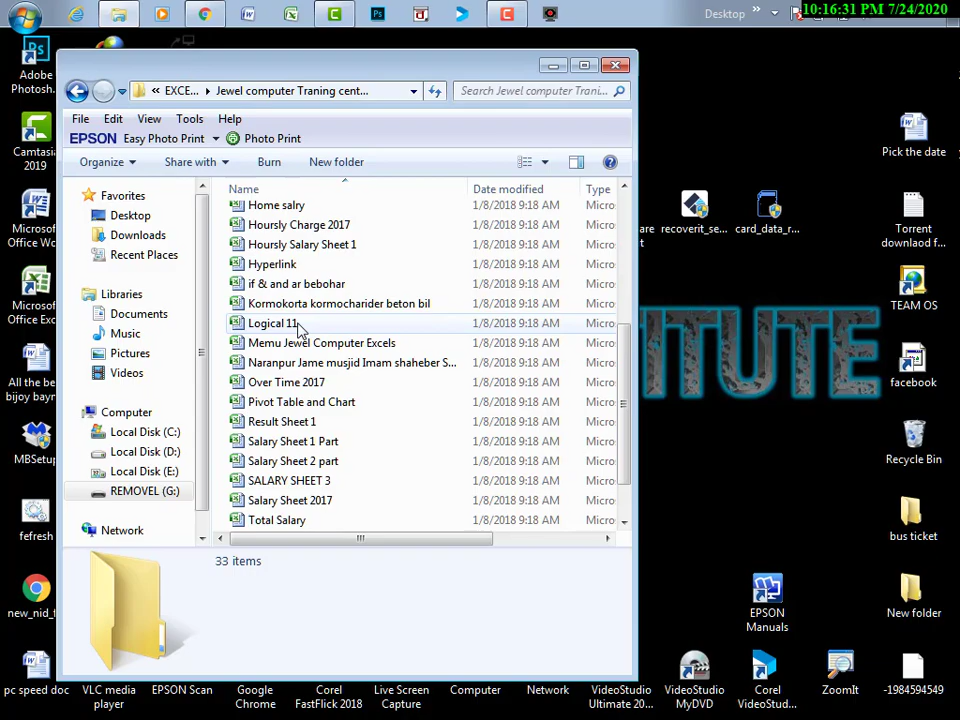 Desktop »
10:16:31 PM 7/24/2020
Adobe Photosh.
Camtasia 2019
Microsoft Office Wo
Microsoft Office Exc
All the be bijoy bayn
MBSetup
fefresh
new_nid_f
pc speed doc
« EXCE... ▸ Jewel computer Traning cent...
Search Jewel computer Trani...
File Edit View Tools Help
EPSON Easy Photo Print Photo Print
Organize Share with Burn New folder
Favorites
Desktop
Downloads
Recent Places
Libraries
Documents
Music
Pictures
Videos
Computer
Local Disk (C:)
Local Disk (D:)
Local Disk (E:)
REMOVEL (G:)
Network
Name Date modified Type
Home salry 1/8/2018 9:18 AM Micro
Hoursly Charge 2017 1/8/2018 9:18 AM Micro
Hoursly Salary Sheet 1 1/8/2018 9:18 AM Micro
Hyperlink 1/8/2018 9:18 AM Micro
if & and ar bebohar 1/8/2018 9:18 AM Micro
Kormokorta kormocharider beton bil 1/8/2018 9:18 AM Micro
Logical 11 1/8/2018 9:18 AM Micro
Memu Jewel Computer Excels 1/8/2018 9:18 AM Micro
Naranpur Jame musjid Imam shaheber S... 1/8/2018 9:18 AM Micro
Over Time 2017 1/8/2018 9:18 AM Micro
Pivot Table and Chart 1/8/2018 9:18 AM Micro
Result Sheet 1 1/8/2018 9:18 AM Micro
Salary Sheet 1 Part 1/8/2018 9:18 AM Micro
Salary Sheet 2 part 1/8/2018 9:18 AM Micro
SALARY SHEET 3 1/8/2018 9:18 AM Micro
Salary Sheet 2017 1/8/2018 9:18 AM Micro
Total Salary 1/8/2018 9:18 AM Micro
33 items
recoverit_se...
card_data_r...
Pick the date
Torrent downlaod f...
TEAM OS
facebook
Recycle Bin
bus ticket
New folder
EPSON Manuals
VLC media player
EPSON Scan
Google Chrome
Corel FastFlick 2018
Live Screen Capture
Computer
Network
VideoStudio Ultimate 20...
VideoStudio MyDVD
Corel VideoStud...
ZoomIt
-1984594549